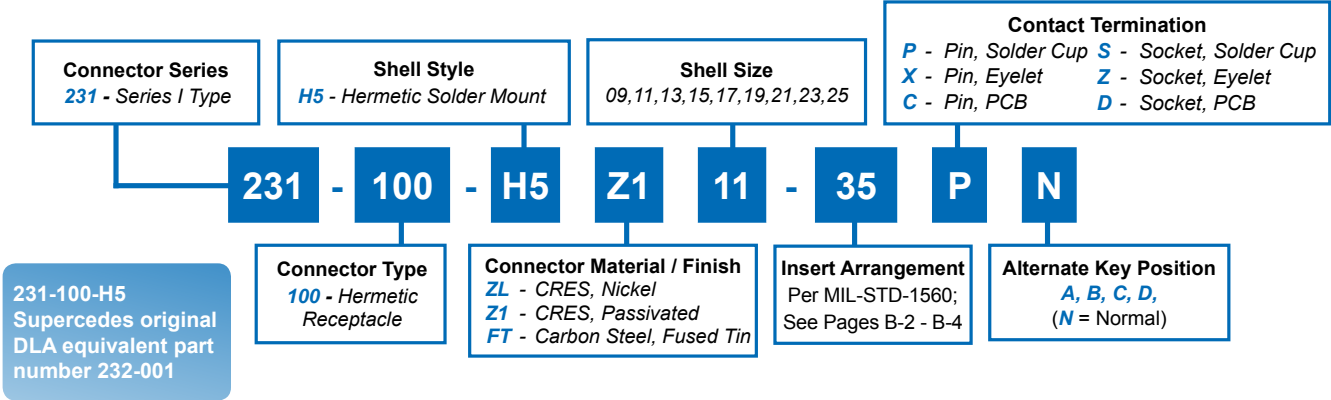 Connector Series
231 - Series I Type
Shell Style
H5 - Hermetic Solder Mount
Shell Size
09,11,13,15,17,19,21,23,25
Contact Termination
P - Pin, Solder Cup S - Socket, Solder Cup
X - Pin, Eyelet Z - Socket, Eyelet
C - Pin, PCB D - Socket, PCB
231 - 100 - H5 Z1 11 - 35 P N
231-100-H5
Supercedes original
DLA equivalent part
number 232-001
Connector Type
100 - Hermetic
Receptacle
Connector Material / Finish
ZL - CRES, Nickel
Z1 - CRES, Passivated
FT - Carbon Steel, Fused Tin
Insert Arrangement
Per MIL-STD-1560;
See Pages B-2 - B-4
Alternate Key Position
A, B, C, D,
(N = Normal)